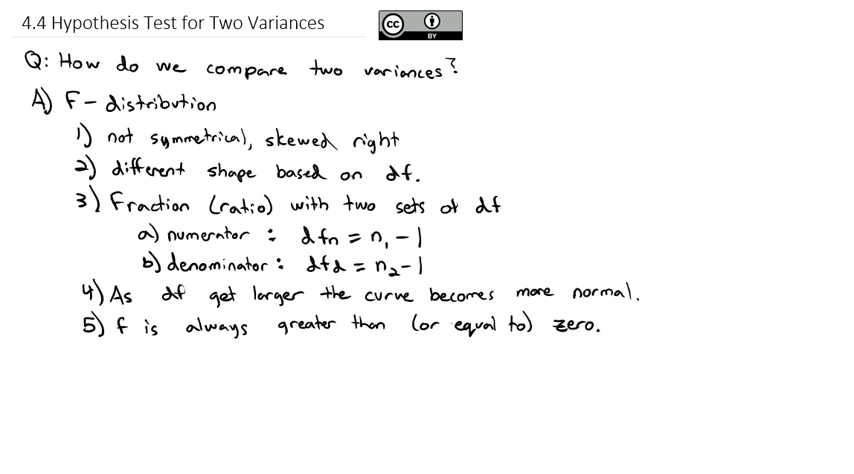 4.4 Hypothesis Test for Two Variances
cc BY
Q: How do we compare two variances?
A) F - distribution
1) not symmetrical, skewed right
2) different shape based on df.
3) Fraction (ratio) with two sets of df
a) numerator : dfn = n₁ - 1
b) denominator : dfd = n₂ - 1
4) As df get larger the curve becomes more normal.
5) f is always greater than (or equal to) zero.